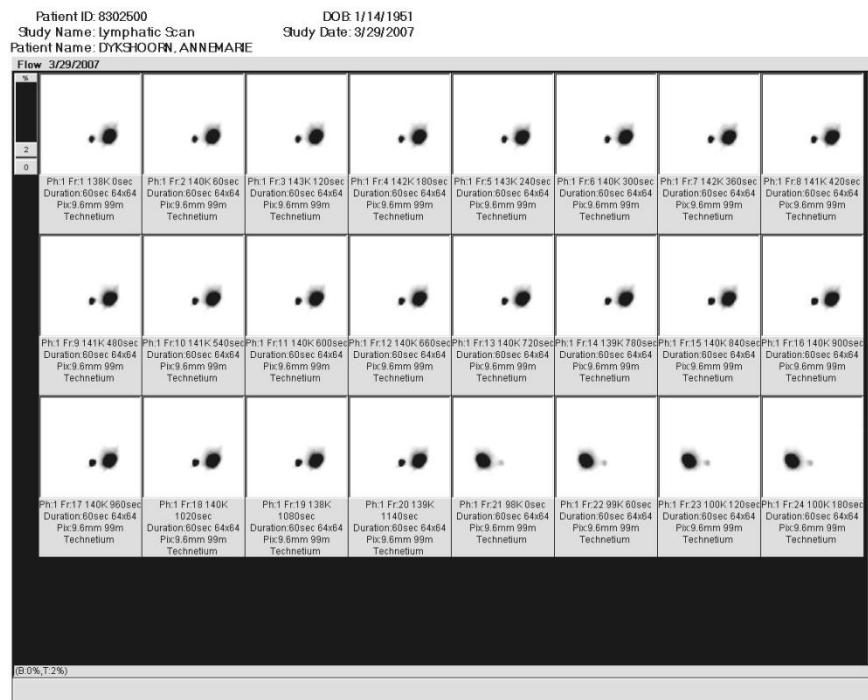 Patient ID: 8302500 DOB: 1/14/1951
Study Name: Lymphatic Scan Study Date: 3/29/2007
Patient Name: DYKSHOORN, ANNEMARIE
Flow 3/29/2007
%
2
0
Ph:1 Fr:1 138K 0sec
Duration:60sec 64x64
Pix:9.6mm 99m
Technetium
Ph:1 Fr:2 140K 60sec
Duration:60sec 64x64
Pix:9.6mm 99m
Technetium
Ph:1 Fr:3 143K 120sec
Duration:60sec 64x64
Pix:9.6mm 99m
Technetium
Ph:1 Fr:4 142K 180sec
Duration:60sec 64x64
Pix:9.6mm 99m
Technetium
Ph:1 Fr:5 143K 240sec
Duration:60sec 64x64
Pix:9.6mm 99m
Technetium
Ph:1 Fr:6 140K 300sec
Duration:60sec 64x64
Pix:9.6mm 99m
Technetium
Ph:1 Fr:7 142K 360sec
Duration:60sec 64x64
Pix:9.6mm 99m
Technetium
Ph:1 Fr:8 141K 420sec
Duration:60sec 64x64
Pix:9.6mm 99m
Technetium
Ph:1 Fr:9 141K 480sec
Duration:60sec 64x64
Pix:9.6mm 99m
Technetium
Ph:1 Fr:10 141K 540sec
Duration:60sec 64x64
Pix:9.6mm 99m
Technetium
Ph:1 Fr:11 140K 600sec
Duration:60sec 64x64
Pix:9.6mm 99m
Technetium
Ph:1 Fr:12 140K 660sec
Duration:60sec 64x64
Pix:9.6mm 99m
Technetium
Ph:1 Fr:13 140K 720sec
Duration:60sec 64x64
Pix:9.6mm 99m
Technetium
Ph:1 Fr:14 139K 780sec
Duration:60sec 64x64
Pix:9.6mm 99m
Technetium
Ph:1 Fr:15 140K 840sec
Duration:60sec 64x64
Pix:9.6mm 99m
Technetium
Ph:1 Fr:16 140K 900sec
Duration:60sec 64x64
Pix:9.6mm 99m
Technetium
Ph:1 Fr:17 140K 960sec
Duration:60sec 64x64
Pix:9.6mm 99m
Technetium
Ph:1 Fr:18 140K
1020sec
Duration:60sec 64x64
Pix:9.6mm 99m
Technetium
Ph:1 Fr:19 138K
1080sec
Duration:60sec 64x64
Pix:9.6mm 99m
Technetium
Ph:1 Fr:20 139K
1140sec
Duration:60sec 64x64
Pix:9.6mm 99m
Technetium
Ph:1 Fr:21 98K 0sec
Duration:60sec 64x64
Pix:9.6mm 99m
Technetium
Ph:1 Fr:22 99K 60sec
Duration:60sec 64x64
Pix:9.6mm 99m
Technetium
Ph:1 Fr:23 100K 120sec
Duration:60sec 64x64
Pix:9.6mm 99m
Technetium
Ph:1 Fr:24 100K 180sec
Duration:60sec 64x64
Pix:9.6mm 99m
Technetium
(B:0%,T:2%)